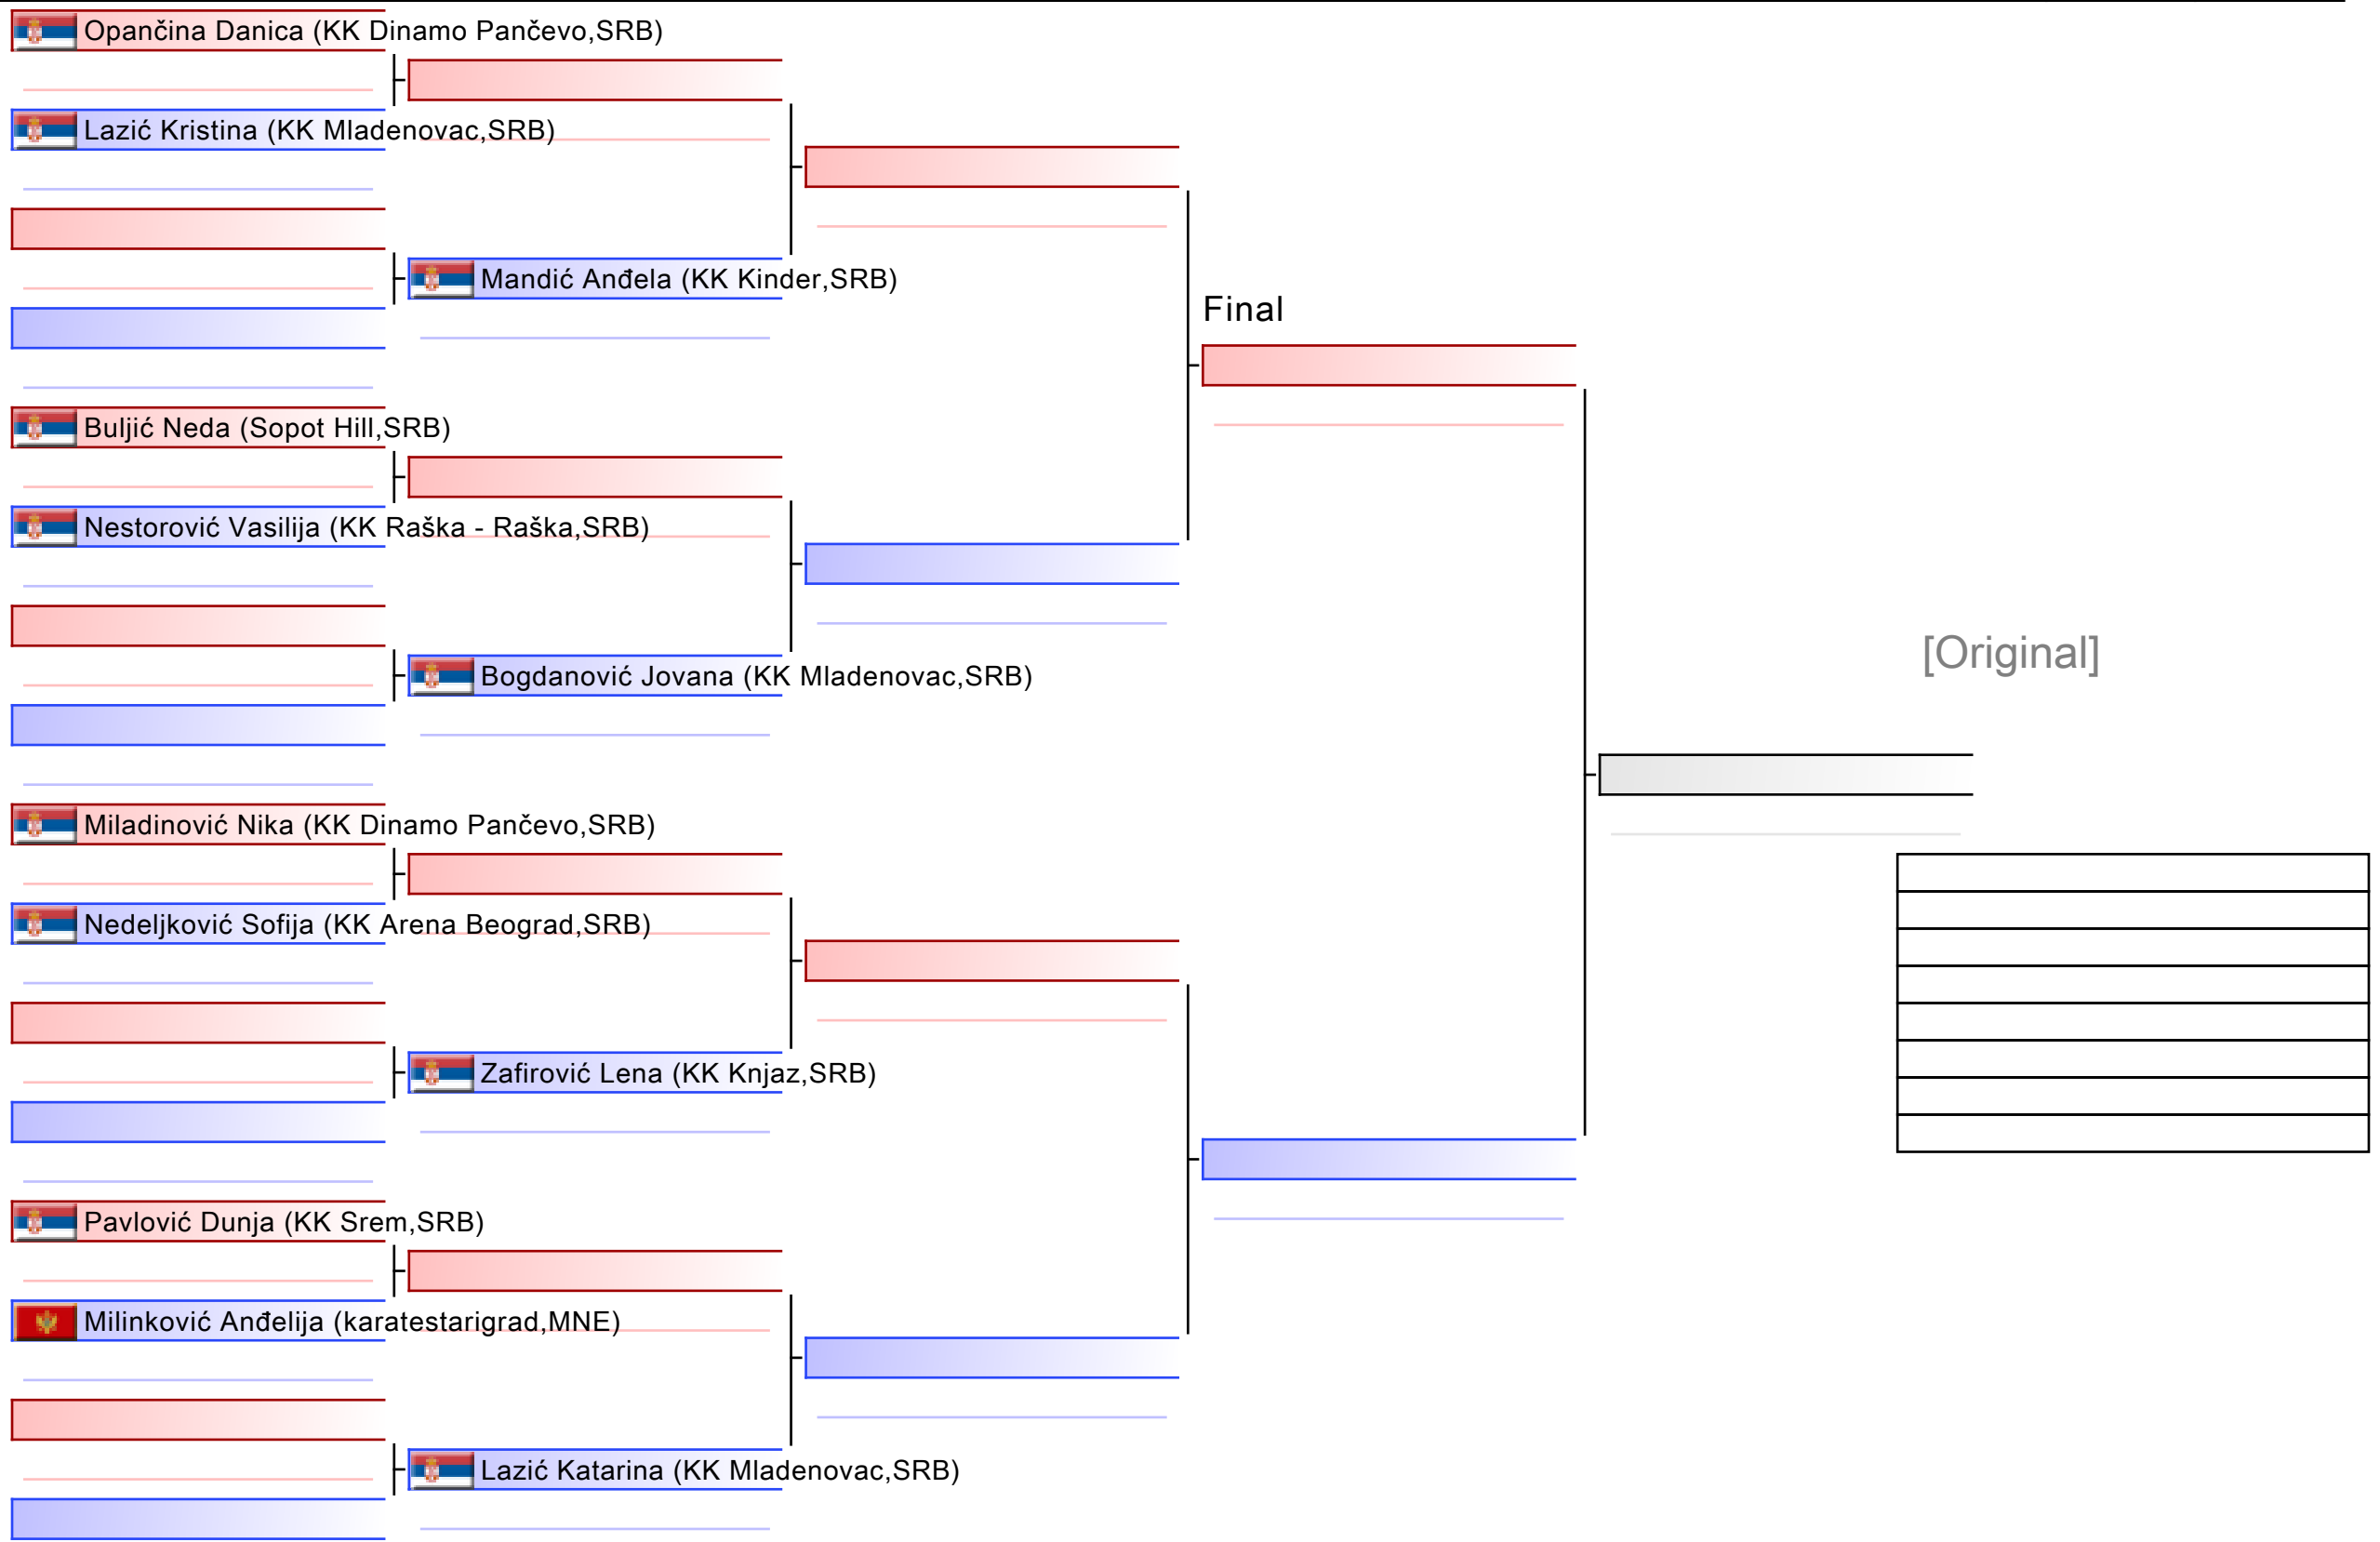 Opančina Danica (KK Dinamo Pančevo,SRB)
Lazić Kristina (KK Mladenovac,SRB)
Mandić Anđela (KK Kinder,SRB)
Final
Buljić Neda (Sopot Hill,SRB)
Nestorović Vasilija (KK Raška - Raška,SRB)
[Original]
Bogdanović Jovana (KK Mladenovac,SRB)
Miladinović Nika (KK Dinamo Pančevo,SRB)
Nedeljković Sofija (KK Arena Beograd,SRB)
Zafirović Lena (KK Knjaz,SRB)
Pavlović Dunja (KK Srem,SRB)
Milinković Anđelija (karatestarigrad,MNE)
Lazić Katarina (KK Mladenovac,SRB)